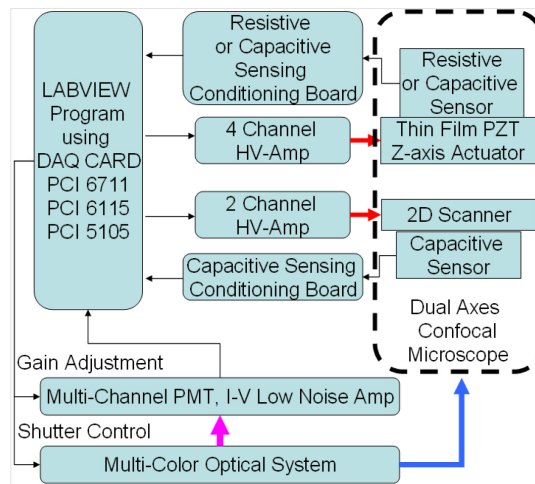 LABVIEW
Program
using
DAQ CARD
PCI 6711
PCI 6115
PCI 5105
Resistive
or Capacitive
Sensing
Conditioning Board
4 Channel
HV-Amp
2 Channel
HV-Amp
Capacitive Sensing
Conditioning Board
Resistive
or Capacitive
Sensor
Thin Film PZT
Z-axis Actuator
2D Scanner
Capacitive
Sensor
Dual Axes
Confocal
Microscope
Gain Adjustment
Multi-Channel PMT, I-V Low Noise Amp
Shutter Control
Multi-Color Optical System